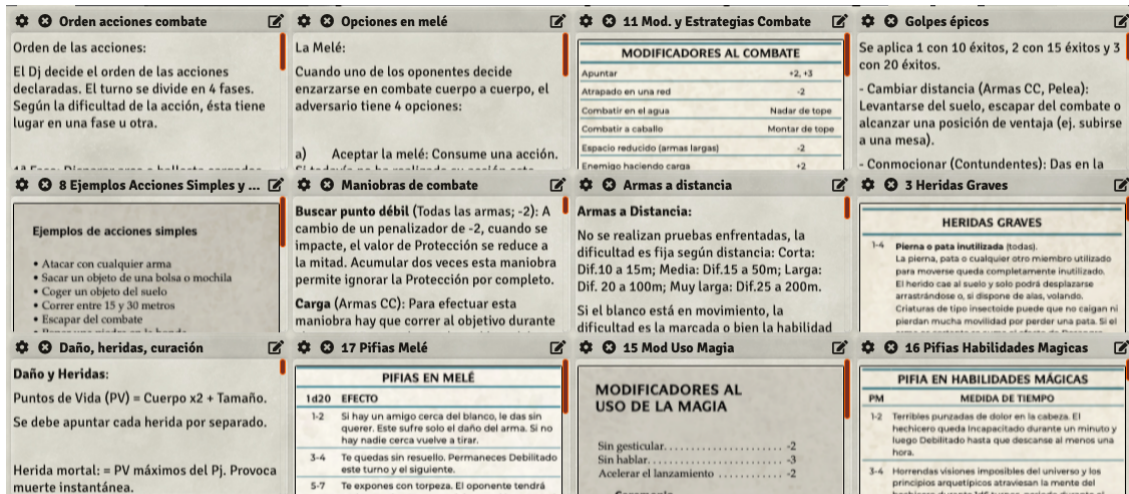 Orden acciones combate
Orden de las acciones:
El Dj decide el orden de las acciones
declaradas. El turno se divide en 4 fases.
Según la dificultad de la acción, ésta tiene
lugar en una fase u otra.
Opciones en melé
La Melé:
Cuando uno de los oponentes decide
enzarzarse en combate cuerpo a cuerpo, el
adversario tiene 4 opciones:
a) Aceptar la melé: Consume una acción.
11 Mod. y Estrategias Combate
MODIFICADORES AL COMBATE
Apuntar +2, +3
Atrapado en una red -2
Combatir en el agua Nadar de tope
Combatir a caballo Montar de tope
Espacio reducido (armas largas) -2
Enemigo haciendo carga +2
Golpes épicos
Se aplica 1 con 10 éxitos, 2 con 15 éxitos y 3
con 20 éxitos.
- Cambiar distancia (Armas CC, Pelea):
Levantarse del suelo, escapar del combate o
alcanzar una posición de ventaja (ej. subirse
a una mesa).
- Conmocionar (Contundentes): Das en la
8 Ejemplos Acciones Simples y ...
Ejemplos de acciones simples
• Atacar con cualquier arma
• Sacar un objeto de una bolsa o mochila
• Coger un objeto del suelo
• Correr entre 15 y 30 metros
• Escapar del combate
Maniobras de combate
Buscar punto débil (Todas las armas; -2): A
cambio de un penalizador de -2, cuando se
impacte, el valor de Protección se reduce a
la mitad. Acumular dos veces esta maniobra
permite ignorar la Protección por completo.
Carga (Armas CC): Para efectuar esta
maniobra hay que correr al objetivo durante
Armas a distancia
Armas a Distancia:
No se realizan pruebas enfrentadas, la
dificultad es fija según distancia: Corta:
Dif.10 a 15m; Media: Dif.15 a 50m; Larga:
Dif. 20 a 100m; Muy larga: Dif.25 a 200m.
Si el blanco está en movimiento, la
dificultad es la marcada o bien la habilidad
3 Heridas Graves
HERIDAS GRAVES
1-4 Pierna o pata inutilizada (todas).
La pierna, pata o cualquier otro miembro utilizado
para moverse queda completamente inutilizado.
El herido cae al suelo y solo podrá desplazarse
arrastrándose o, si dispone de alas, volando.
Criaturas de tipo insectoide puede que no caigan ni
pierdan mucha movilidad por perder una pata. Si el
Daño, heridas, curación
Daño y Heridas:
Puntos de Vida (PV) = Cuerpo x2 + Tamaño.
Se debe apuntar cada herida por separado.
Herida mortal: = PV máximos del Pj. Provoca
muerte instantánea.
17 Pifias Melé
PIFIAS EN MELÉ
1d20 EFECTO
1-2 Si hay un amigo cerca del blanco, le das sin
querer. Este sufre solo el daño del arma. Si no
hay nadie cerca vuelve a tirar.
3-4 Te quedas sin resuello. Permaneces Debilitado
este turno y el siguiente.
5-7 Te expones con torpeza. El oponente tendrá
15 Mod Uso Magia
MODIFICADORES AL
USO DE LA MAGIA
Sin gesticular. . . . . . . . . . . . . . . . . -2
Sin hablar. . . . . . . . . . . . . . . . . . . . -3
Acelerar el lanzamiento . . . . . . . . . -2
16 Pifias Habilidades Magicas
PIFIA EN HABILIDADES MÁGICAS
PM MEDIDA DE TIEMPO
1-2 Terribles punzadas de dolor en la cabeza. El
hechicero queda Incapacitado durante un minuto y
luego Debilitado hasta que descanse al menos una
hora.
3-4 Horrendas visiones imposibles del universo y los
principios arquetípicos atraviesan la mente del